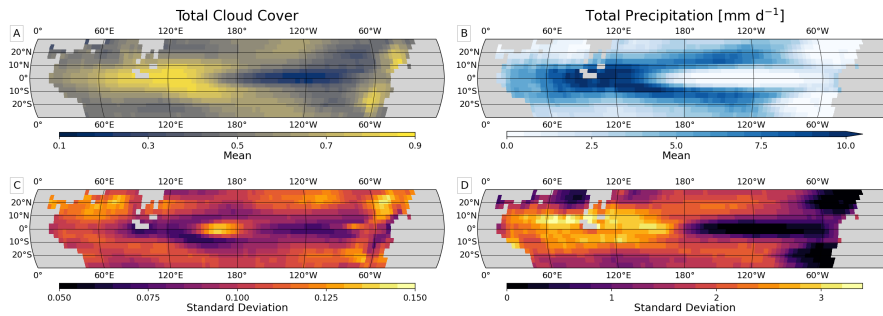 Total Cloud Cover
Total Precipitation [mm d⁻¹]
A
0° 60°E 120°E 180° 120°W 60°W
B
0° 60°E 120°E 180° 120°W 60°W
20°N
10°N
0°
10°S
20°S
20°N
10°N
0°
10°S
20°S
0° 60°E 120°E 180° 120°W 60°W
0° 60°E 120°E 180° 120°W 60°W
0.1 0.3 0.5 0.7 0.9
Mean
0.0 2.5 5.0 7.5 10.0
Mean
C
0° 60°E 120°E 180° 120°W 60°W
D
0° 60°E 120°E 180° 120°W 60°W
20°N
10°N
0°
10°S
20°S
20°N
10°N
0°
10°S
20°S
0° 60°E 120°E 180° 120°W 60°W
0° 60°E 120°E 180° 120°W 60°W
0.050 0.075 0.100 0.125 0.150
Standard Deviation
0 1 2 3
Standard Deviation